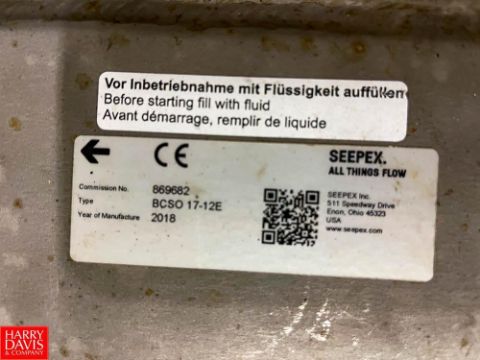 Vor Inbetriebnahme mit Flüssigkeit auffüllen
Before starting fill with fluid
Avant démarrage, remplir de liquide
CE
SEEPEX.
ALL THINGS FLOW
Commission No. 869682
Type BCSO 17-12E
Year of Manufacture 2018
SEEPEX Inc.
511 Speedway Drive
Enon, Ohio 45323
USA
www.seepex.com
HARRY
DAVIS
& COMPANY